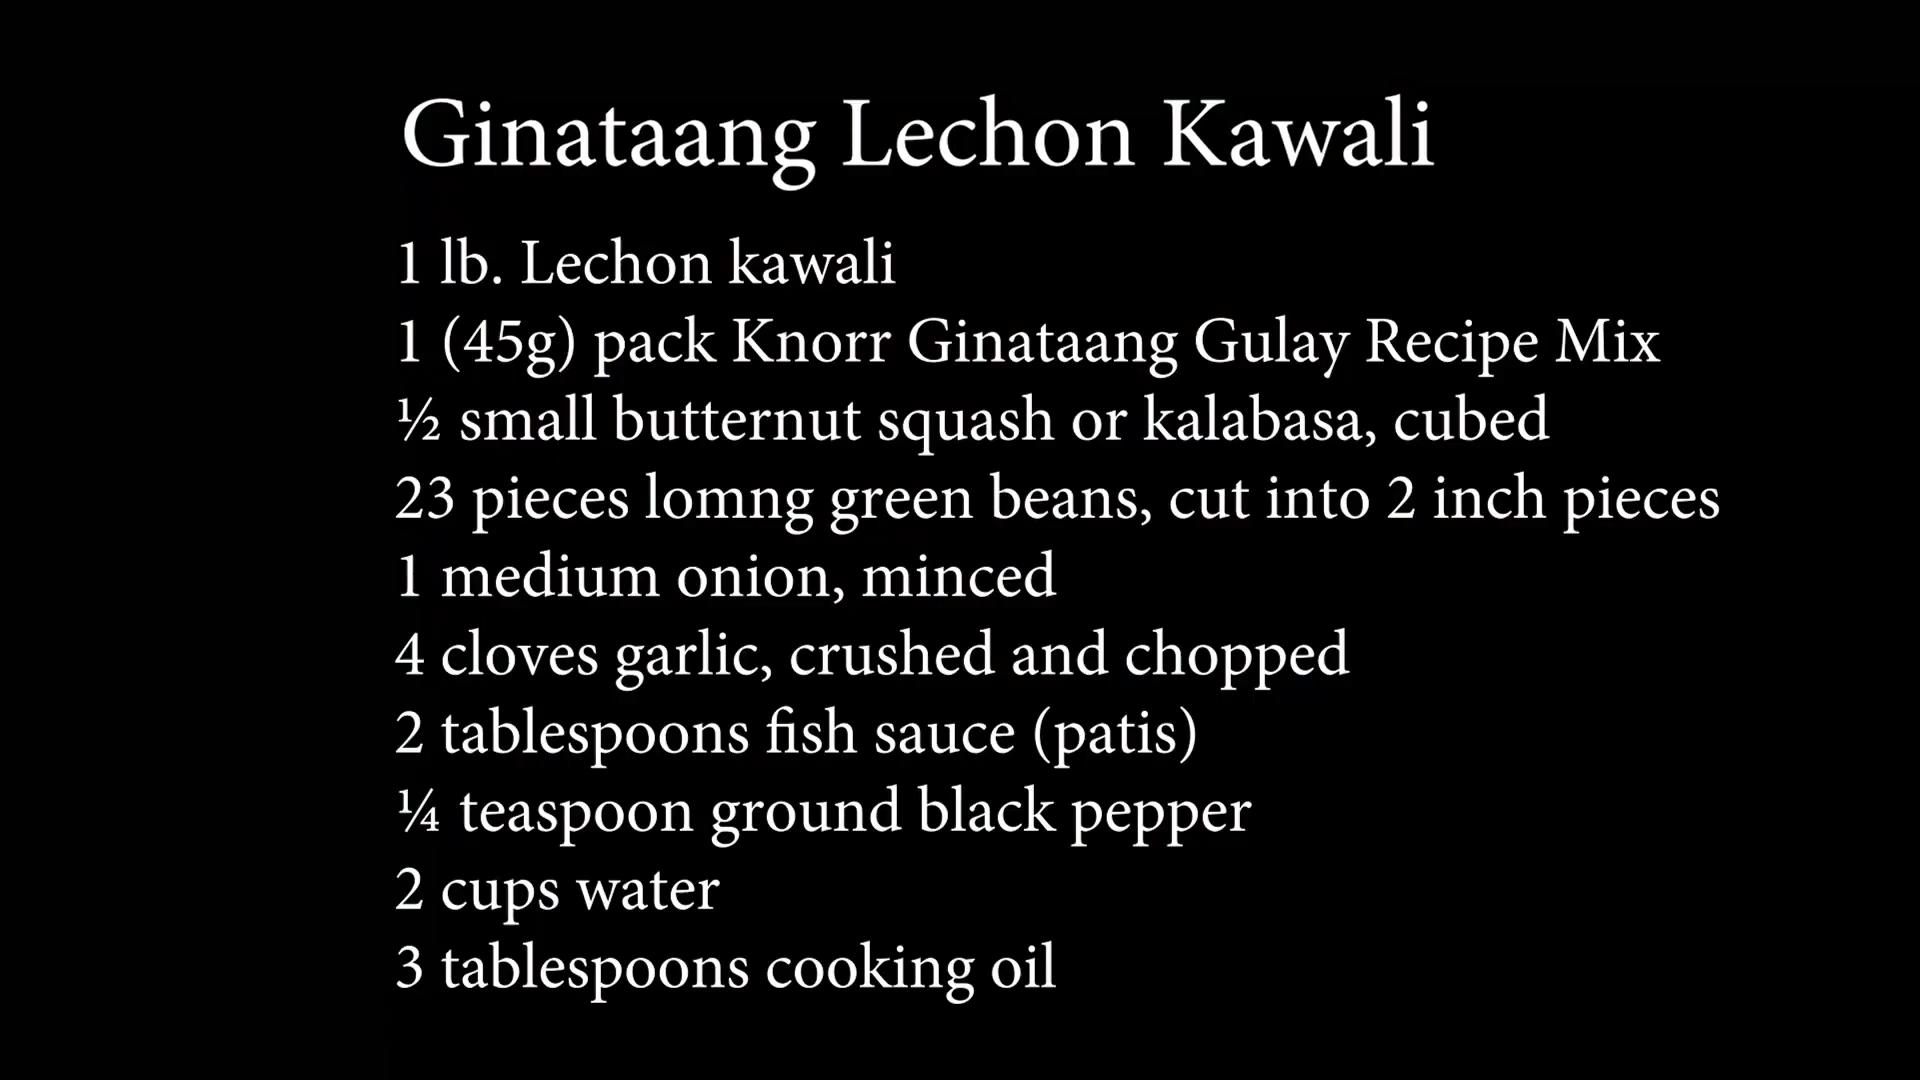 Ginataang Lechon Kawali
1 lb. Lechon kawali
1 (45g) pack Knorr Ginataang Gulay Recipe Mix
½ small butternut squash or kalabasa, cubed
23 pieces lomng green beans, cut into 2 inch pieces
1 medium onion, minced
4 cloves garlic, crushed and chopped
2 tablespoons fish sauce (patis)
¼ teaspoon ground black pepper
2 cups water
3 tablespoons cooking oil